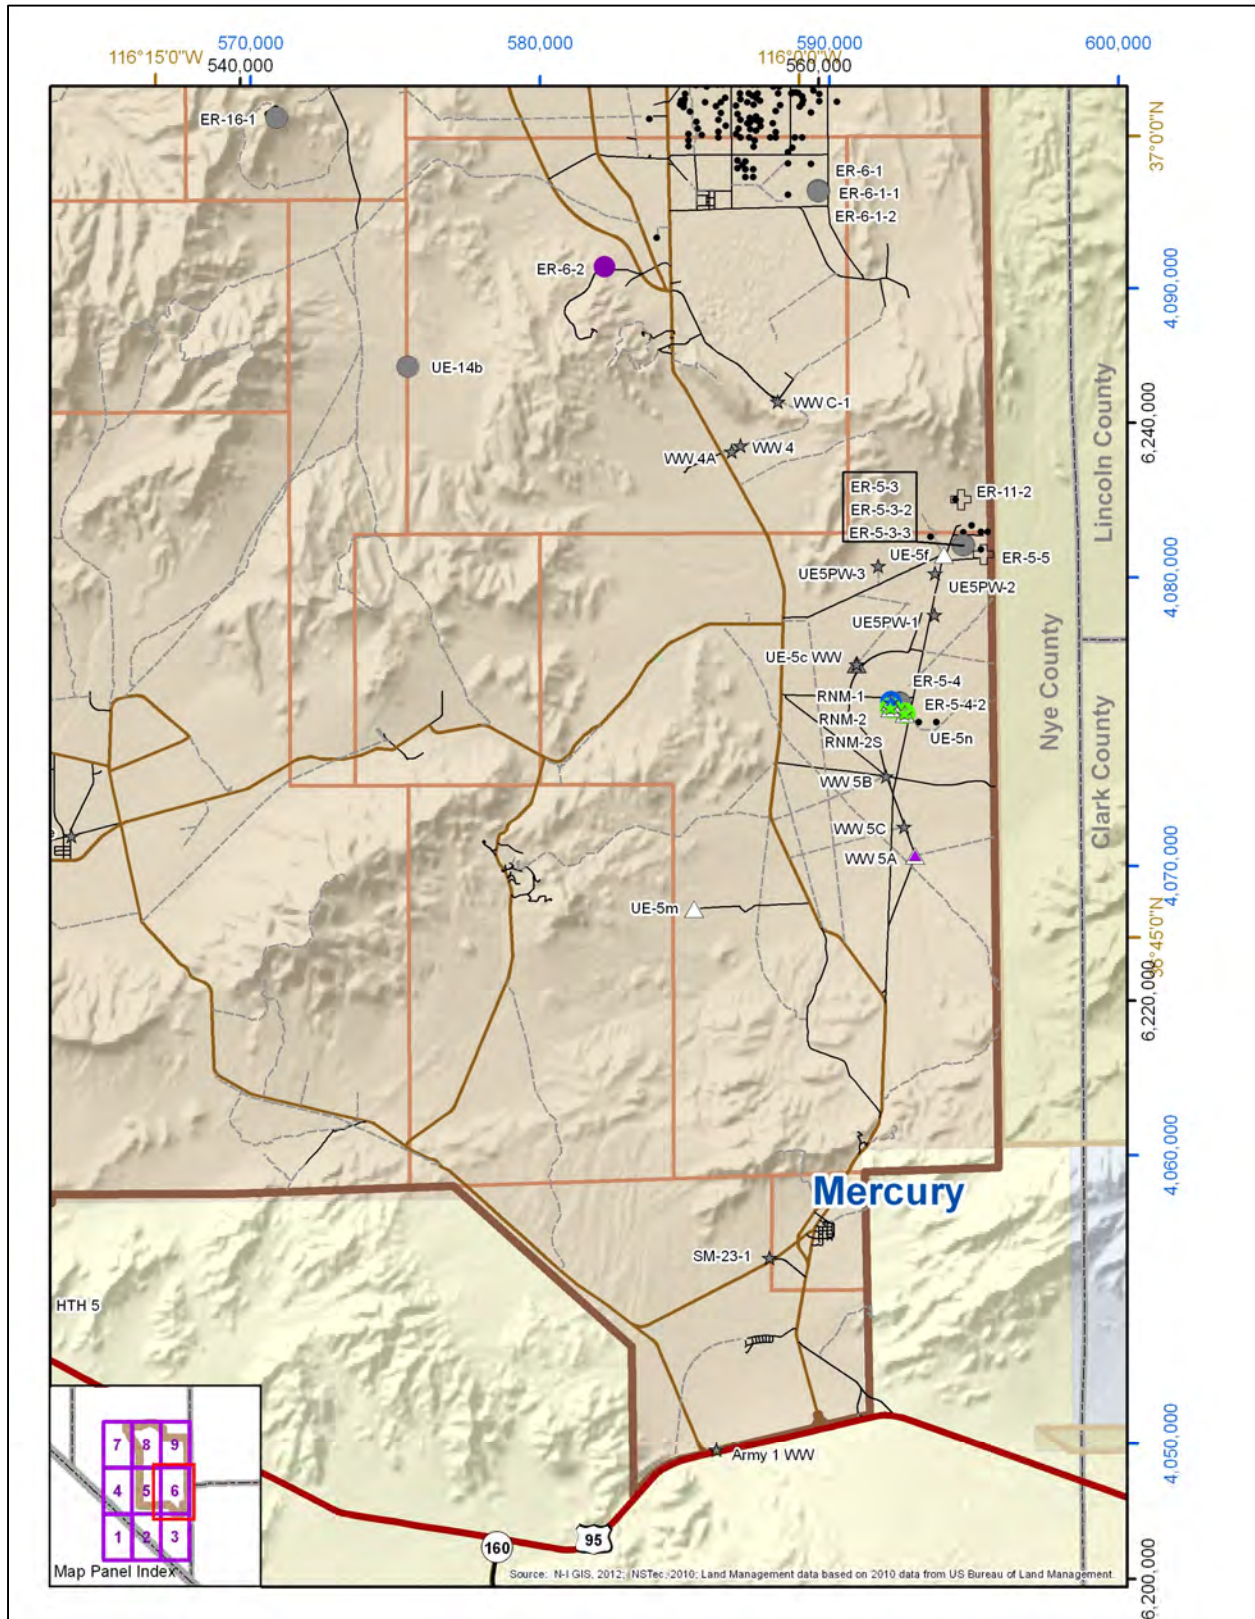 570,000
580,000
590,000
600,000
116°15'0"W
116°0'0"W
540,000
560,000
ER-16-1
37°0'0"N
ER-6-1
ER-6-1-1
ER-6-1-2
ER-6-2
4,090,000
UE-14b
WW C-1
6,240,000
WW 4
WW 4A
ER-5-3
ER-5-3-2
ER-5-3-3
ER-11-2
Lincoln County
UE-5f
ER-5-5
UE5PW-3
UE5PW-2
4,080,000
UE5PW-1
UE-5c WW
Nye County
ER-5-4
RNM-1
ER-5-4-2
RNM-2
UE-5n
RNM-2S
Clark County
WW 5B
WW 5C
WW 5A
4,070,000
UE-5m
36°45'0"N
6,220,000
4,060,000
Mercury
SM-23-1
HTH 5
4,050,000
Army 1 WW
7 8 9
4 5 6
1 2 3
Map Panel Index
95
160
Source: N-I GIS, 2012; NSTec, 2010; Land Management data based on 2010 data from US Bureau of Land Management.
6,200,000